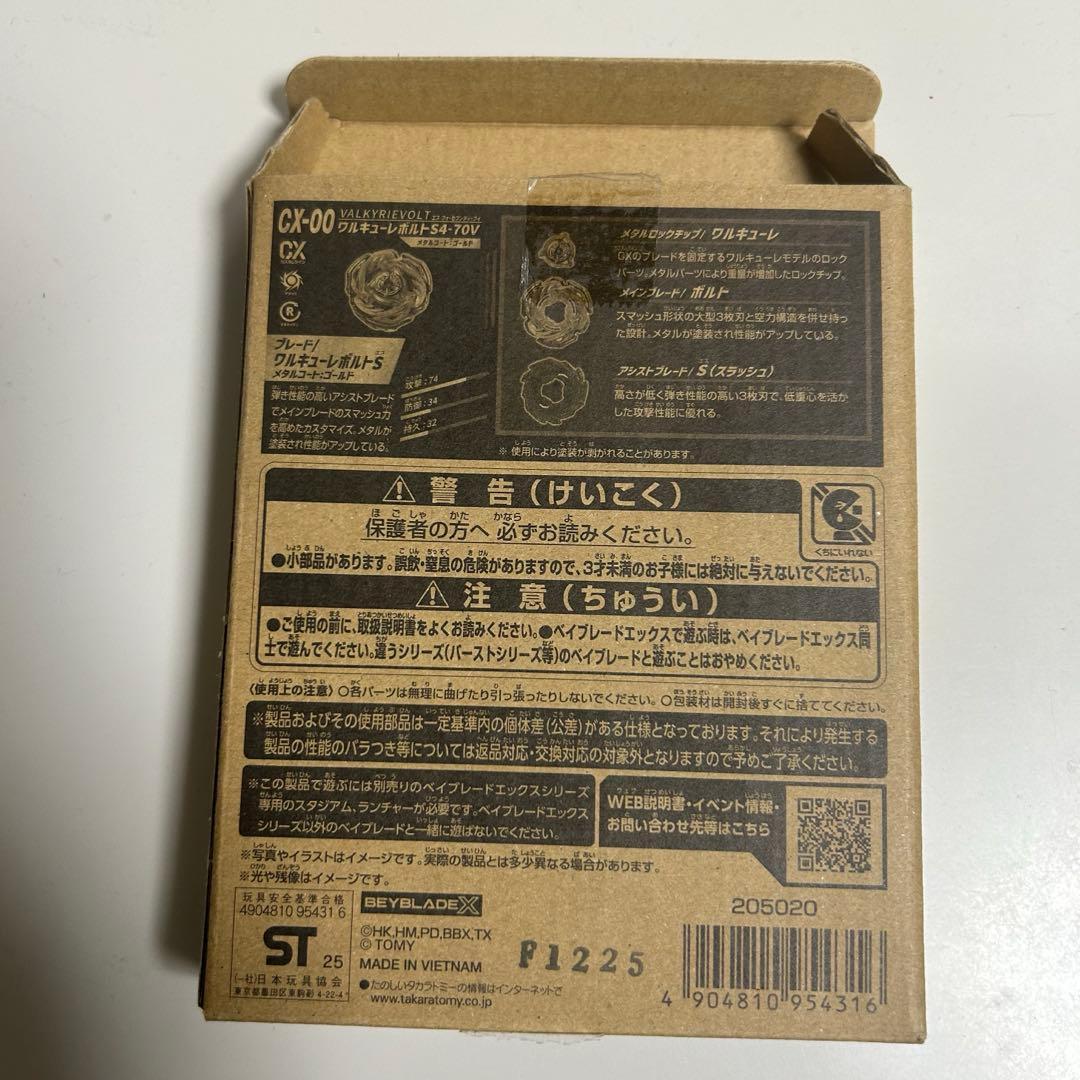 CX-00
VALKYRIEVOLT
ワルキューレボルトS4-70V
メタルコート:ゴールド
CX
R
ブレード/
ワルキューレボルトS
メタルコート:ゴールド
弾き性能の高いアシストブレード
でメインブレードのスマッシュ力
を高めたカスタマイズ。メタルが
塗装され性能がアップしている。
攻撃:74
防御:34
持久:32
メタルロックチップ/ ワルキューレ
CXのブレードを固定するワルキューレモデルのロック
パーツ。メタルパーツにより重量が増加したロックチップ。
メインブレード/ ボルト
スマッシュ形状の大型3枚刃と空力構造を併せ持っ
た設計。メタルが塗装され性能がアップしている。
アシストブレード/ S(スラッシュ)
高さが低く弾き性能の高い3枚刃で、低重心を活か
した攻撃性能に優れる。
※使用により塗装が剥がれることがあります。
⚠ 警告(けいこく)
保護者の方へ 必ずお読みください。
●小部品があります。誤飲・窒息の危険がありますので、3才未満のお子様には絶対に与えないでください。
くちにいれない
⚠ 注意(ちゅうい)
●ご使用の前に、取扱説明書をよくお読みください。●ベイブレードエックスで遊ぶ時は、ベイブレードエックス同
士で遊んでください。違うシリーズ(バーストシリーズ等)のベイブレードと遊ぶことはおやめください。
〈使用上の注意〉 ○各パーツは無理に曲げたり引っ張ったりしないでください。○包装材は開封後すぐに捨ててください。
※製品およびその使用部品は一定基準内の個体差(公差)がある仕様となっております。それにより発生する
製品の性能のバラつき等については返品対応・交換対応の対象外となりますので予めご了承ください。
※この製品で遊ぶには別売りのベイブレードエックスシリーズ
専用のスタジアム、ランチャーが必要です。ベイブレードエックス
シリーズ以外のベイブレードと一緒に遊ばないでください。
WEB説明書・イベント情報・
お問い合わせ先等はこちら
※写真やイラストはイメージです。実際の製品とは多少異なる場合があります。
※光や残像はイメージです。
玩具安全基準合格
4904810 95431 6
ST 25
(一社)日本玩具協会
東京都墨田区東駒形 4-22-4
BEYBLADE X
©HK,HM,PD,BBX,TX
© TOMY
MADE IN VIETNAM
F1225
●たのしいタカラトミーの情報はインターネットで
www.takaratomy.co.jp
205020
4 904810 954316